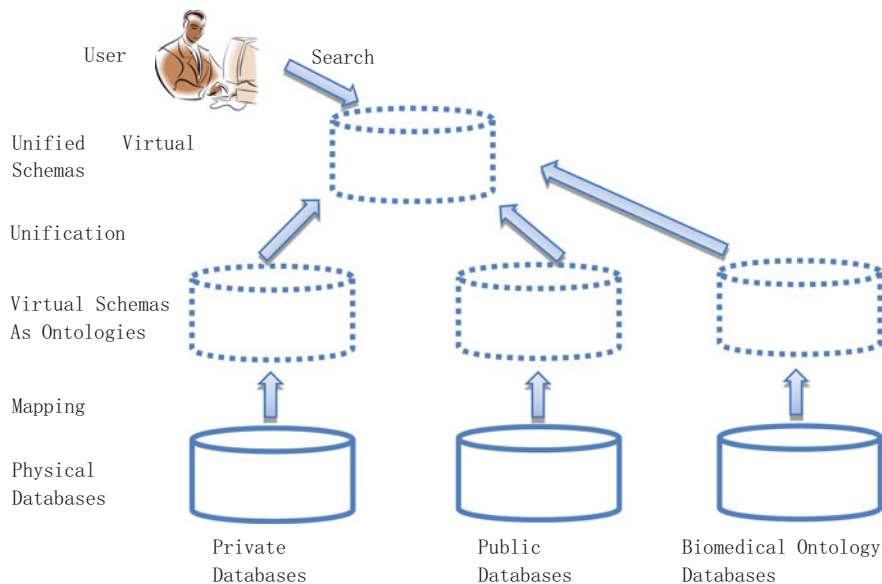 User
Search
Unified Virtual
Schemas
Unification
Virtual Schemas
As Ontologies
Mapping
Physical
Databases
Private
Databases
Public
Databases
Biomedical Ontology
Databases